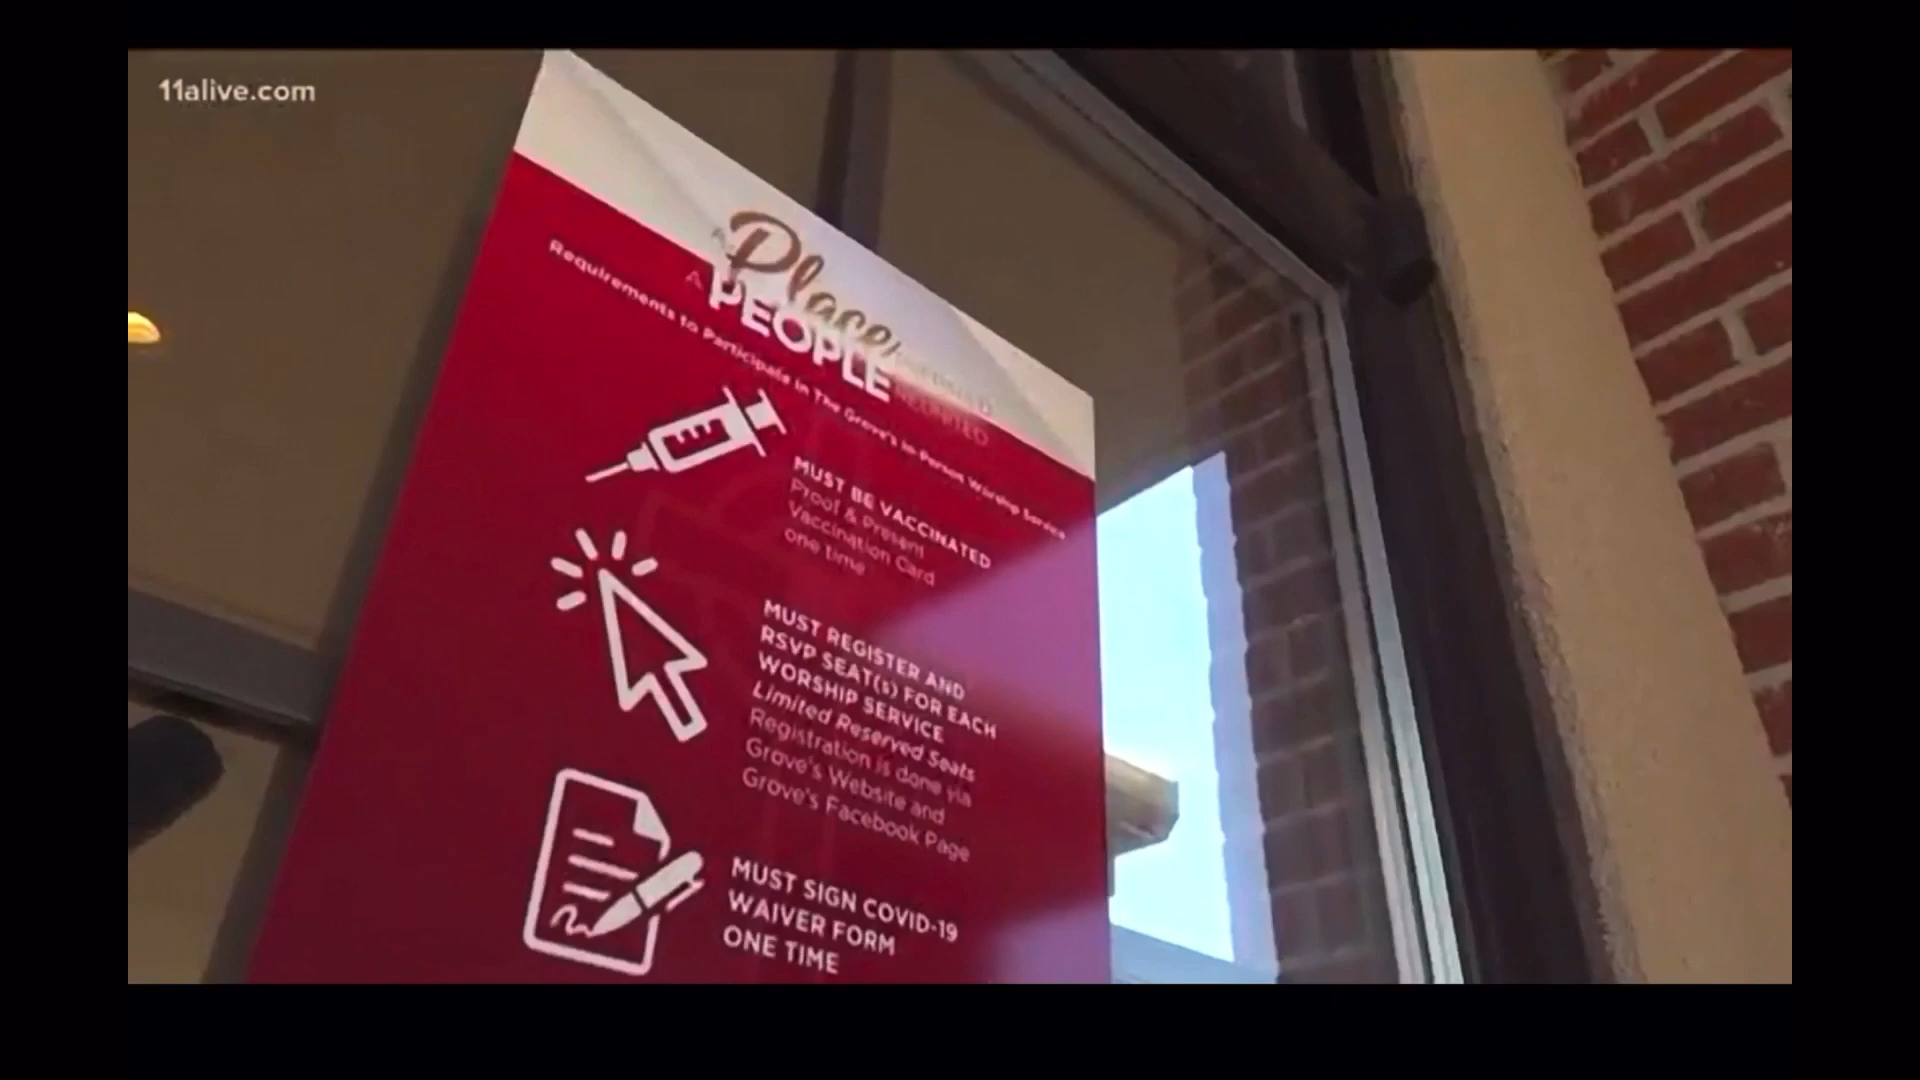 11alive.com
A Place
A PEOPLE
Requirements to Participate in The Grove's In-Person Worship Service
MUST BE VACCINATED
Proof & Present
Vaccination Card
one time
MUST REGISTER AND
RSVP SEAT(s) FOR EACH
WORSHIP SERVICE
Limited Reserved Seats
Registration is done via
Grove's Website and
Grove's Facebook Page
MUST SIGN COVID-19
WAIVER FORM
ONE TIME